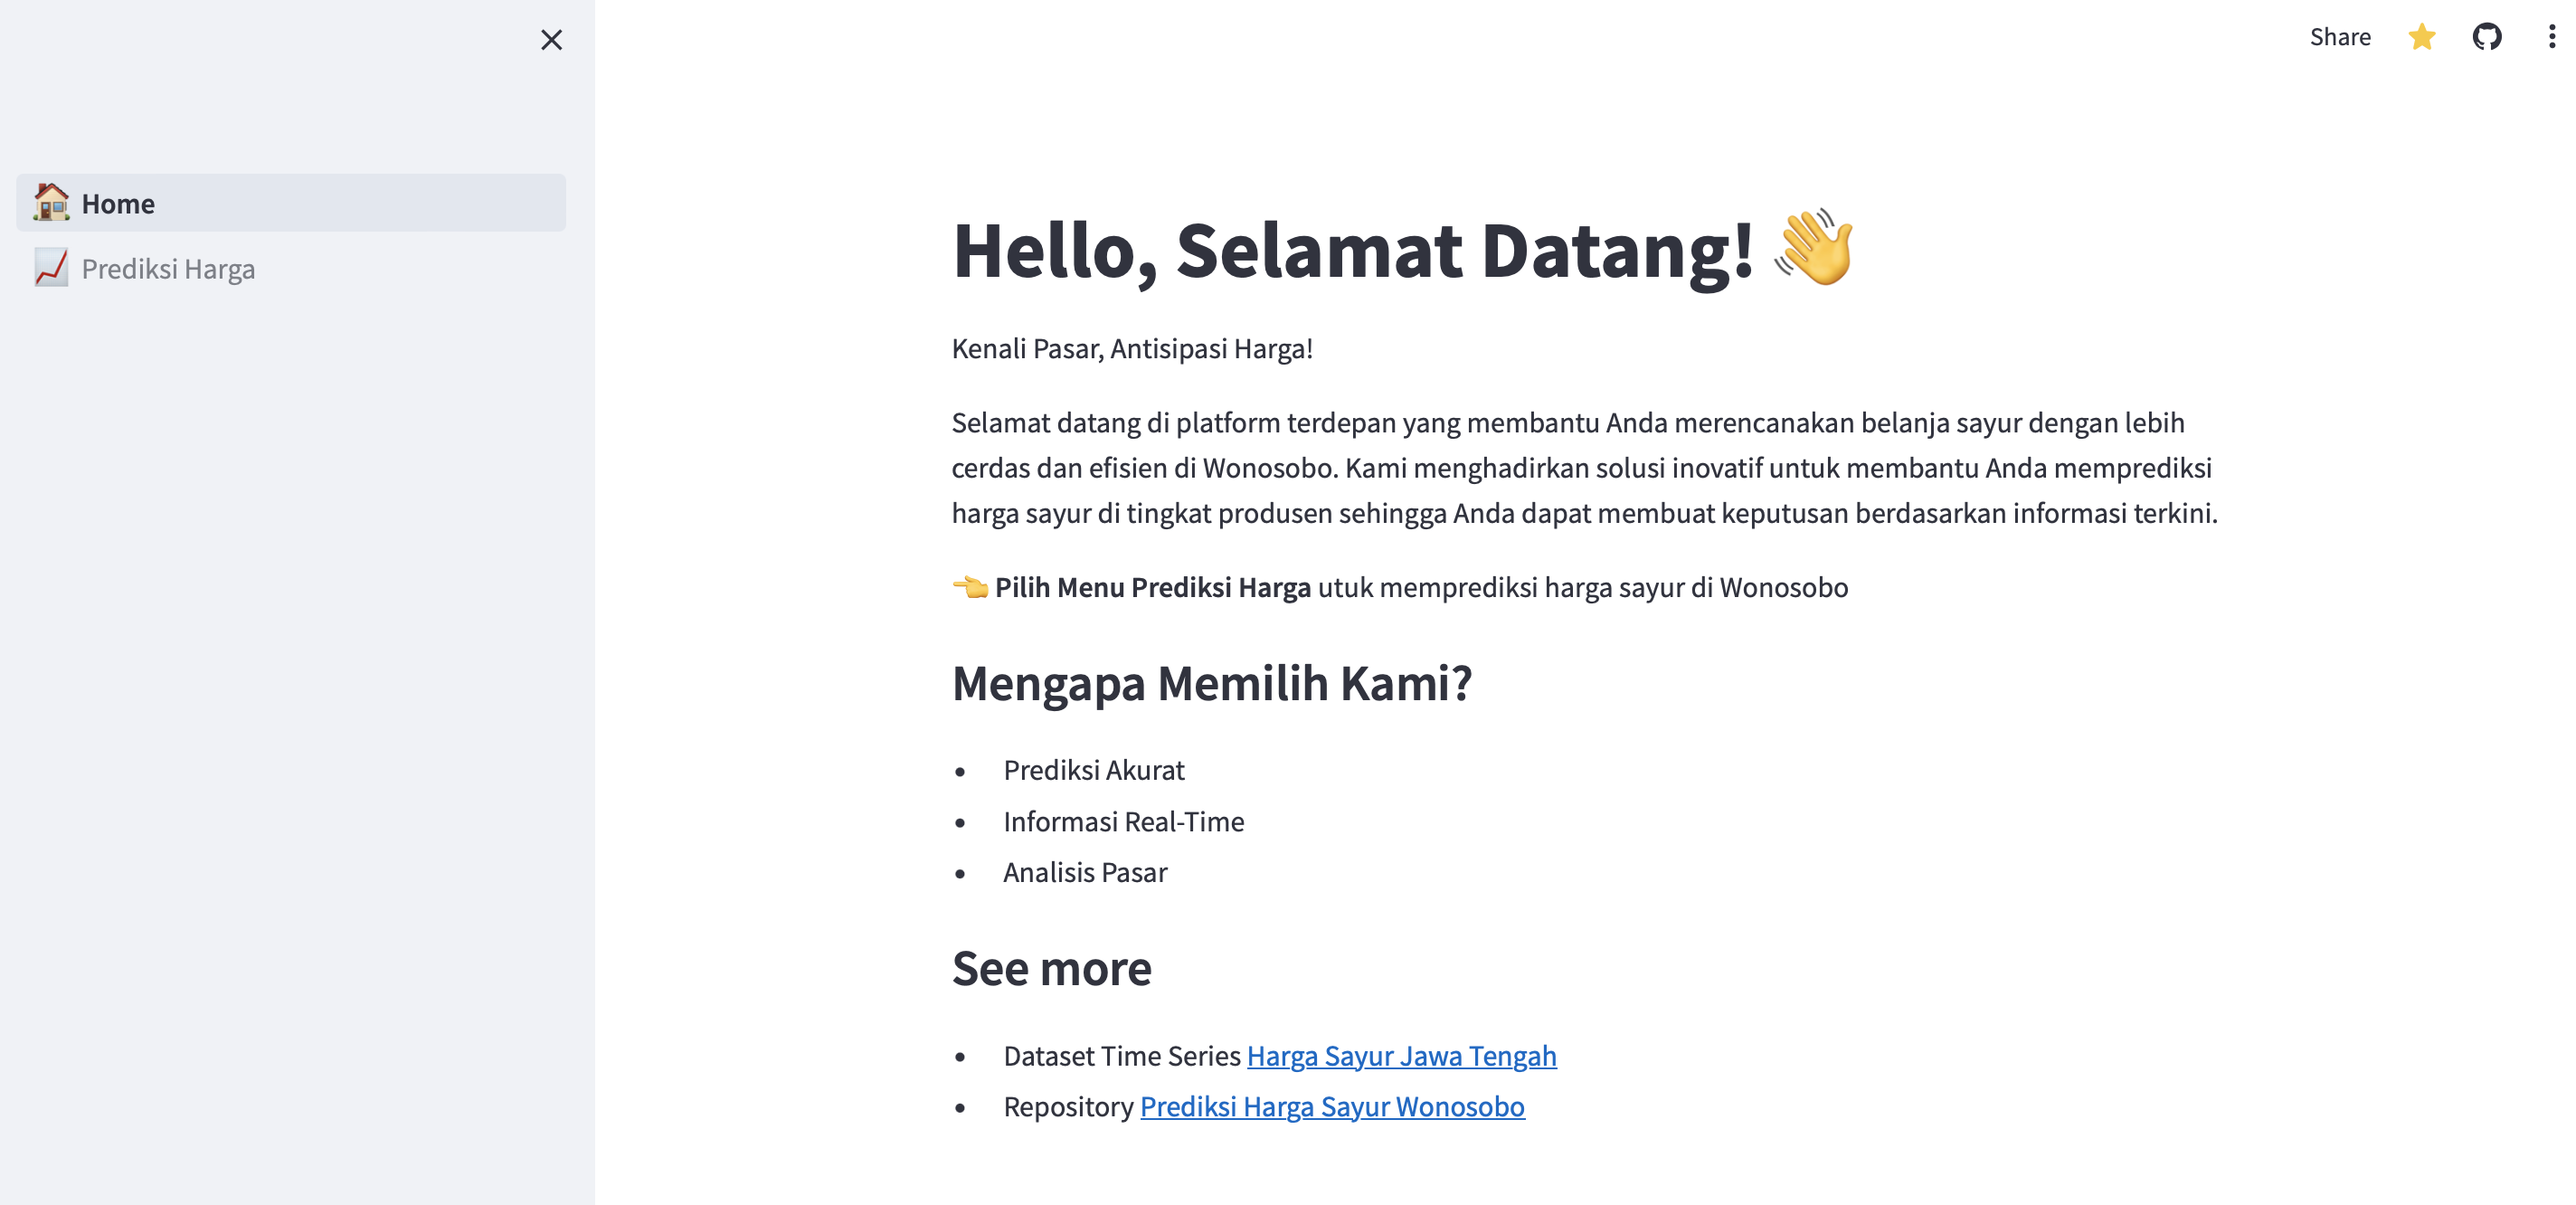 Share
Home
Prediksi Harga
Hello, Selamat Datang! 👋
Kenali Pasar, Antisipasi Harga!
Selamat datang di platform terdepan yang membantu Anda merencanakan belanja sayur dengan lebih
cerdas dan efisien di Wonosobo. Kami menghadirkan solusi inovatif untuk membantu Anda memprediksi
harga sayur di tingkat produsen sehingga Anda dapat membuat keputusan berdasarkan informasi terkini.
👈 Pilih Menu Prediksi Harga utuk memprediksi harga sayur di Wonosobo
Mengapa Memilih Kami?
• Prediksi Akurat
• Informasi Real-Time
• Analisis Pasar
See more
• Dataset Time Series Harga Sayur Jawa Tengah
• Repository Prediksi Harga Sayur Wonosobo